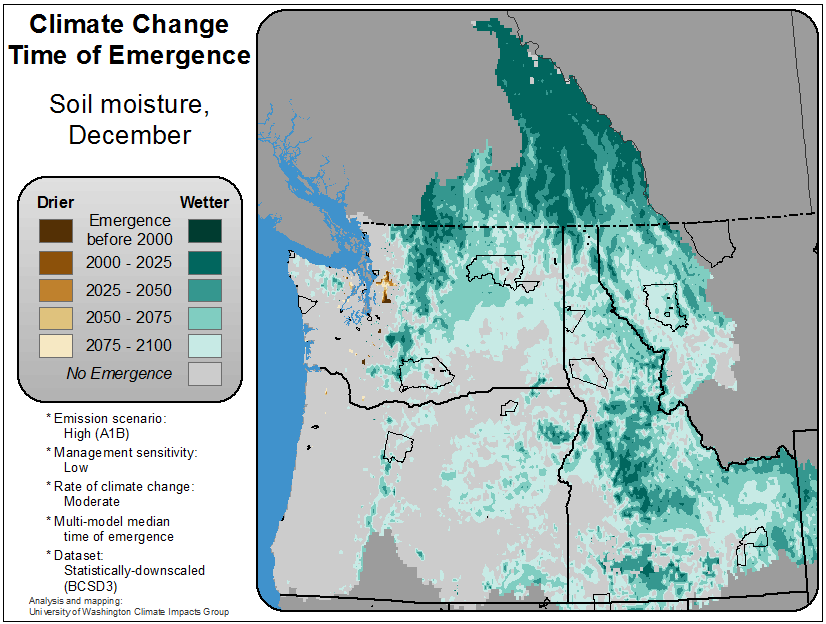 Climate Change
Time of Emergence
Soil moisture,
December
Drier
Wetter
Emergence
before 2000
2000 - 2025
2025 - 2050
2050 - 2075
2075 - 2100
No Emergence
* Emission scenario:
High (A1B)
* Management sensitivity:
Low
* Rate of climate change:
Moderate
* Multi-model median
time of emergence
* Dataset:
Statistically-downscaled
(BCSD3)
Analysis and mapping:
University of Washington Climate Impacts Group